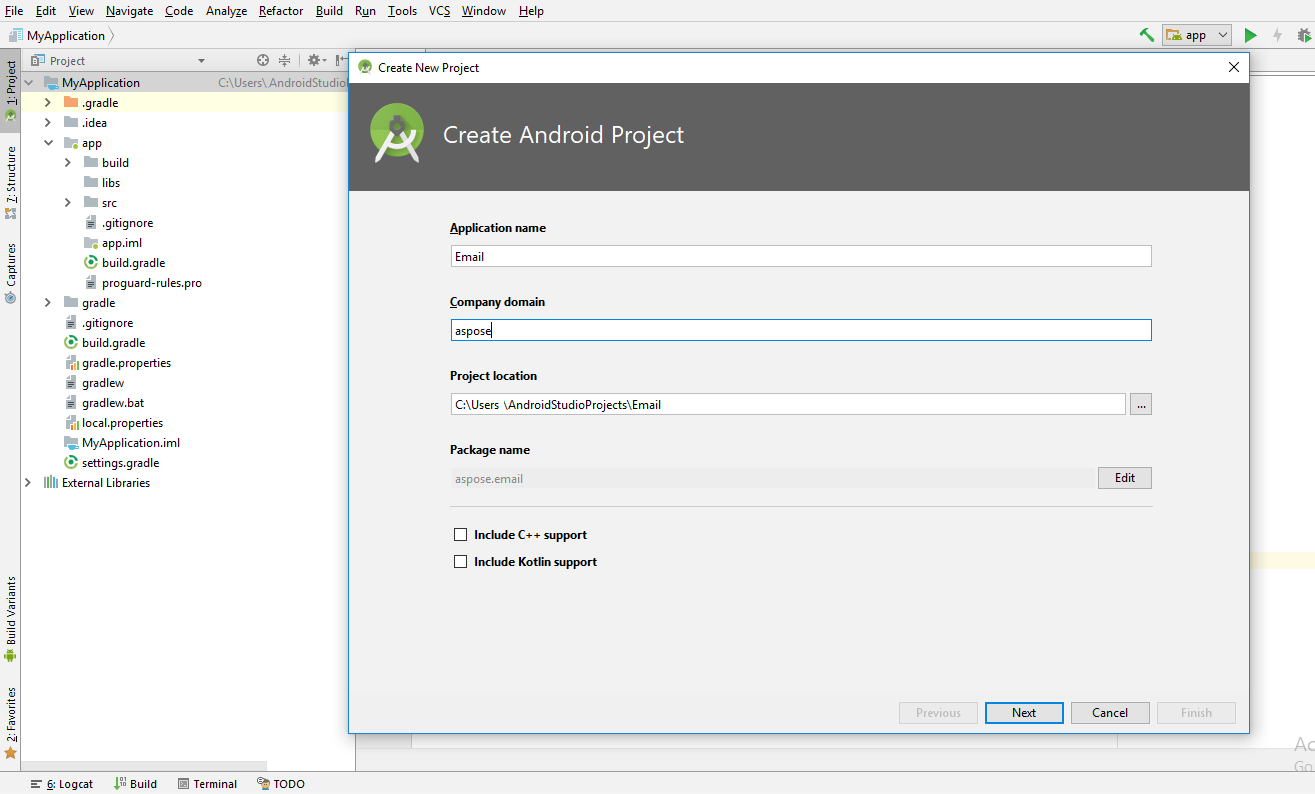 File Edit View Navigate Code Analyze Refactor Build Run Tools VCS Window Help
MyApplication
app
1: Project
7: Structure
Captures
Build Variants
2: Favorites
Project
MyApplication C:\Users\AndroidStudio
.gradle
.idea
app
build
libs
src
.gitignore
app.iml
build.gradle
proguard-rules.pro
gradle
.gitignore
build.gradle
gradle.properties
gradlew
gradlew.bat
local.properties
MyApplication.iml
settings.gradle
External Libraries
Create New Project
Create Android Project
Application name
Email
Company domain
aspose
Project location
C:\Users \AndroidStudioProjects\Email
...
Package name
aspose.email
Edit
Include C++ support
Include Kotlin support
Previous Next Cancel Finish
Ac
Go
6: Logcat Build Terminal TODO